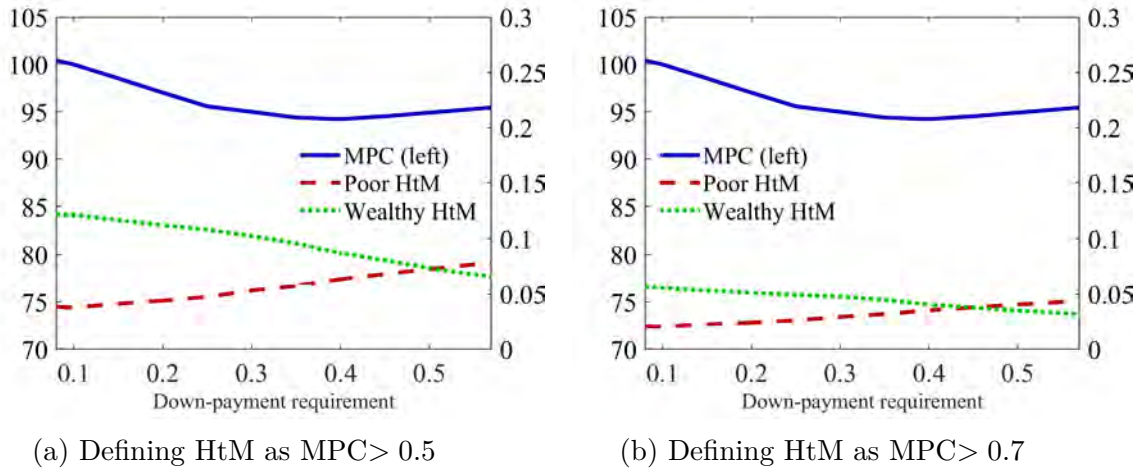 105
100
95
90
85
80
75
70
0.3
0.25
0.2
0.15
0.1
0.05
0
MPC (left)
Poor HtM
Wealthy HtM
0.1 0.2 0.3 0.4 0.5
Down-payment requirement
(a) Defining HtM as MPC> 0.5
105
100
95
90
85
80
75
70
0.3
0.25
0.2
0.15
0.1
0.05
0
MPC (left)
Poor HtM
Wealthy HtM
0.1 0.2 0.3 0.4 0.5
Down-payment requirement
(b) Defining HtM as MPC> 0.7